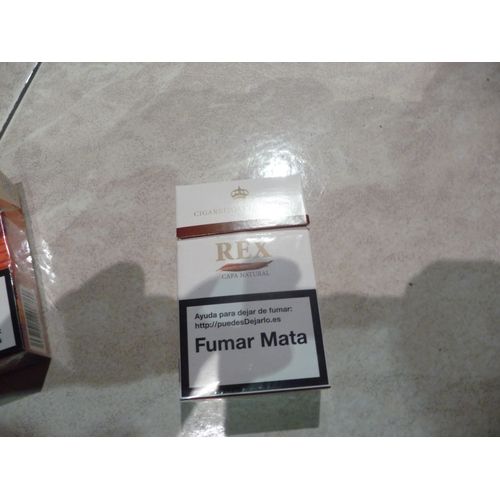 REX
CAPA NATURAL
Ayuda para dejar de fumar:
http://puedesDejarlo.es
Fumar Mata